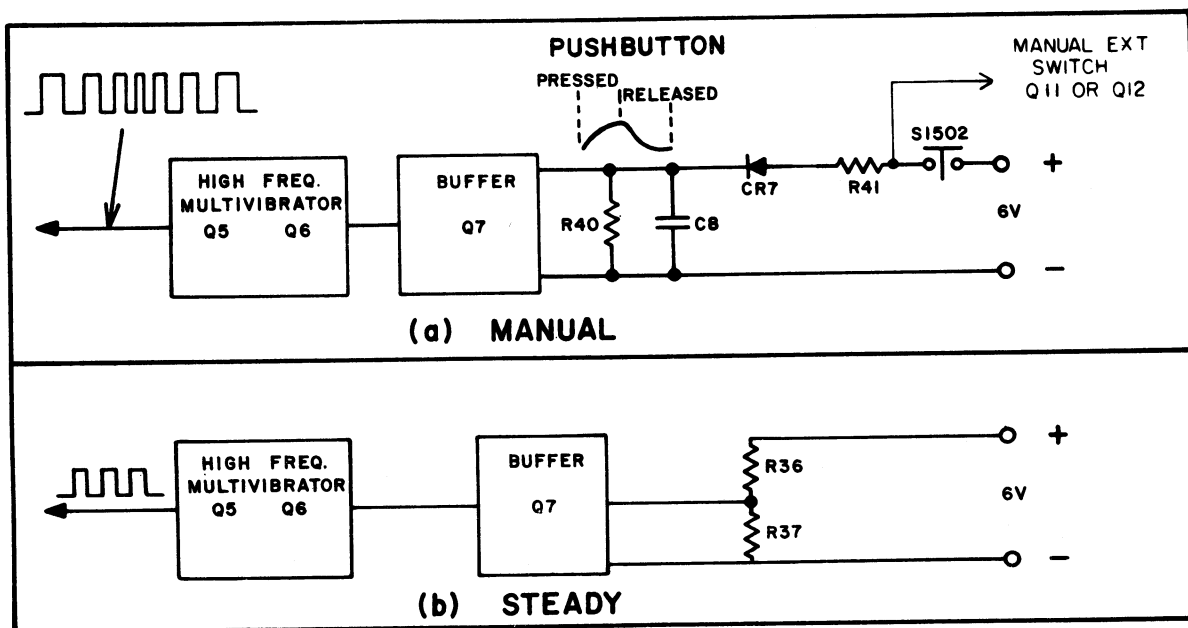 PUSHBUTTON
PRESSED
RELEASED
MANUAL EXT
SWITCH
Q11 OR Q12
S1502
+
HIGH FREQ.
MULTIVIBRATOR
Q5 Q6
BUFFER
Q7
R40
C8
CR7
R41
6V
−
(a) MANUAL
HIGH FREQ.
MULTIVIBRATOR
Q5 Q6
BUFFER
Q7
R36
R37
+
6V
−
(b) STEADY